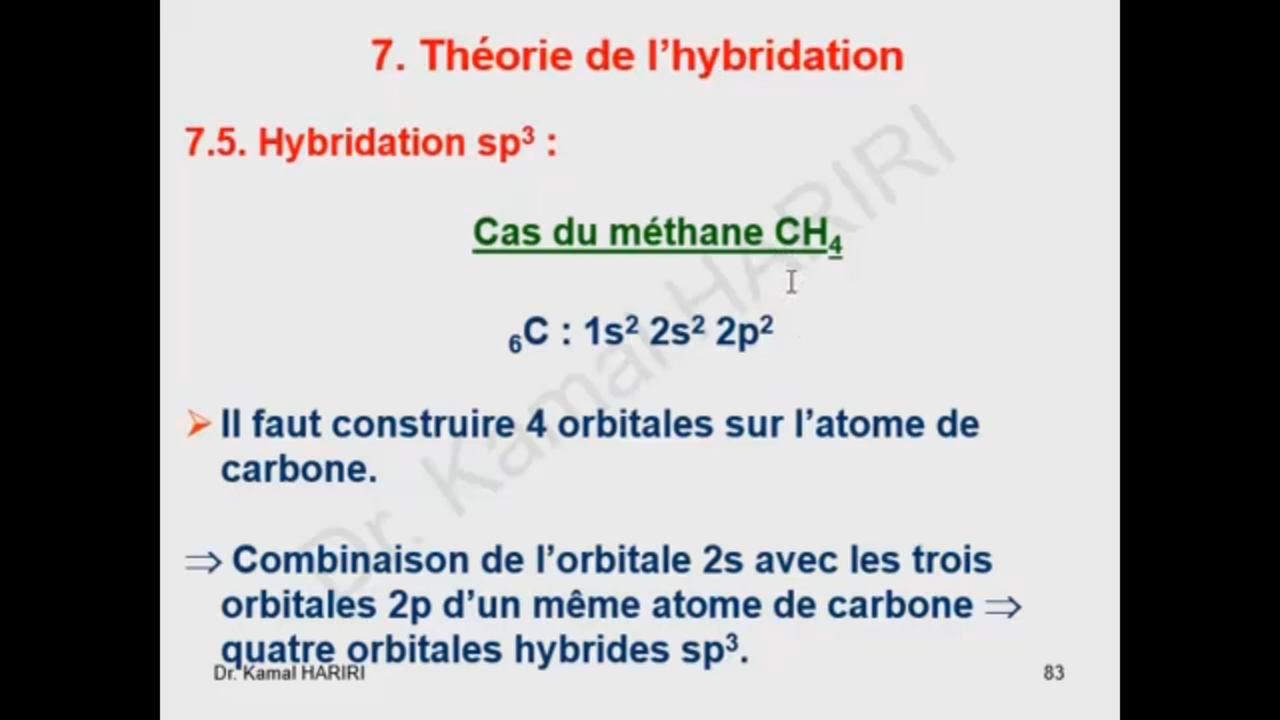 7. Théorie de l’hybridation
7.5. Hybridation sp³ :
Cas du méthane CH₄
₆C : 1s² 2s² 2p²
➢ Il faut construire 4 orbitales sur l’atome de
carbone.
⇒ Combinaison de l’orbitale 2s avec les trois
orbitales 2p d’un même atome de carbone ⇒
quatre orbitales hybrides sp³.
Dr. Kamal HARIRI
Dr. Kamal HARIRI
83